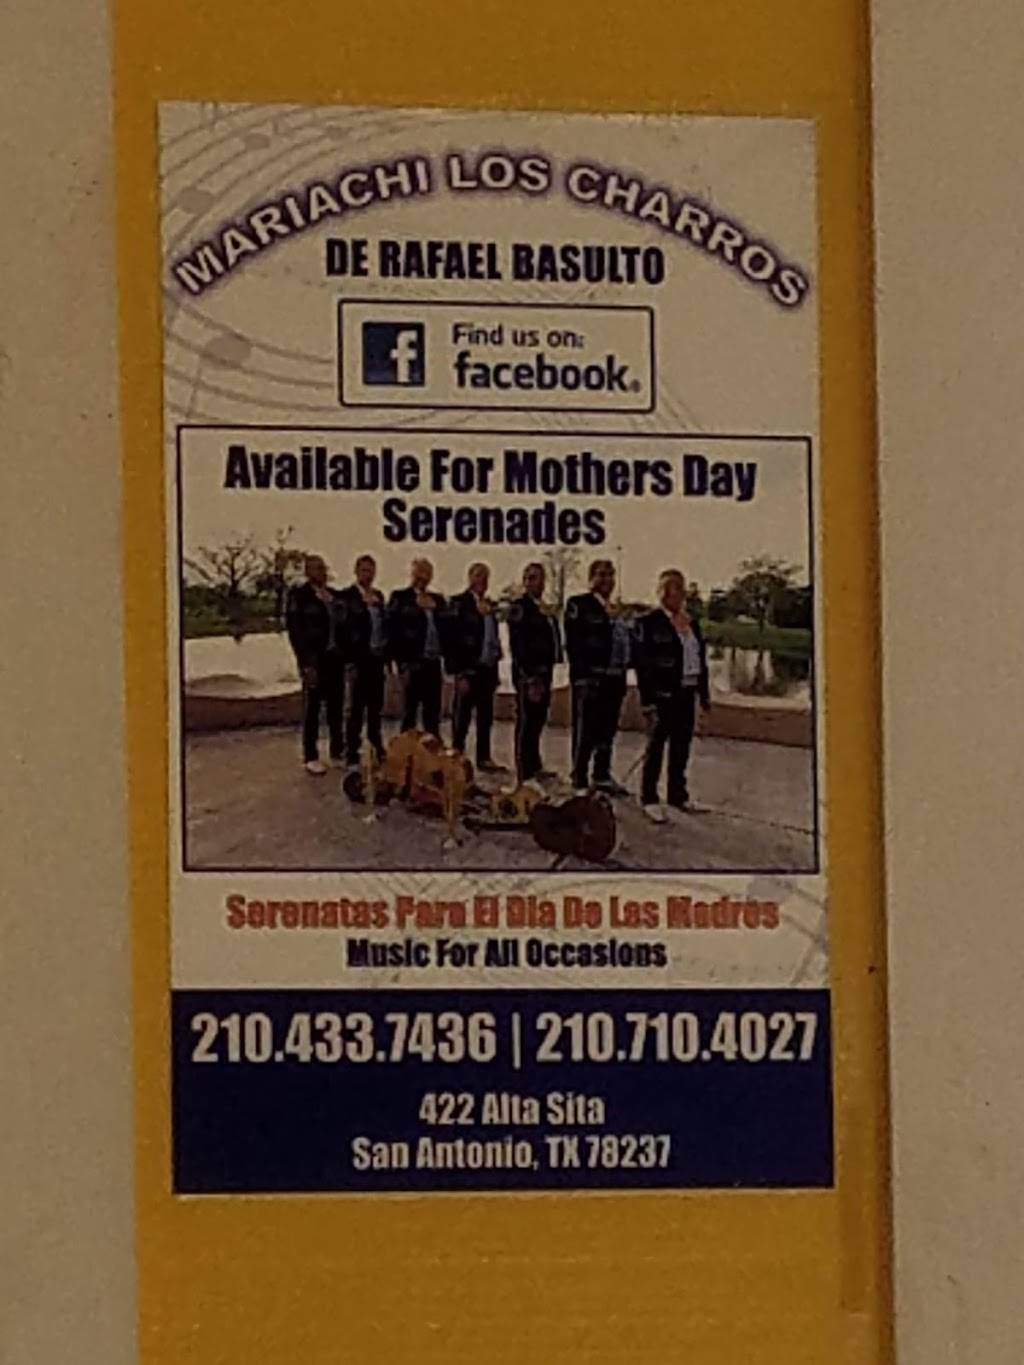 MARIACHI LOS CHARROS
DE RAFAEL BASULTO
f
Find us on:
facebook®
Available For Mothers Day
Serenades
Serenatas Para El Dia De Las Madres
Music For All Occasions
210.433.7436 | 210.710.4027
422 Alta Sita
San Antonio, TX 78237